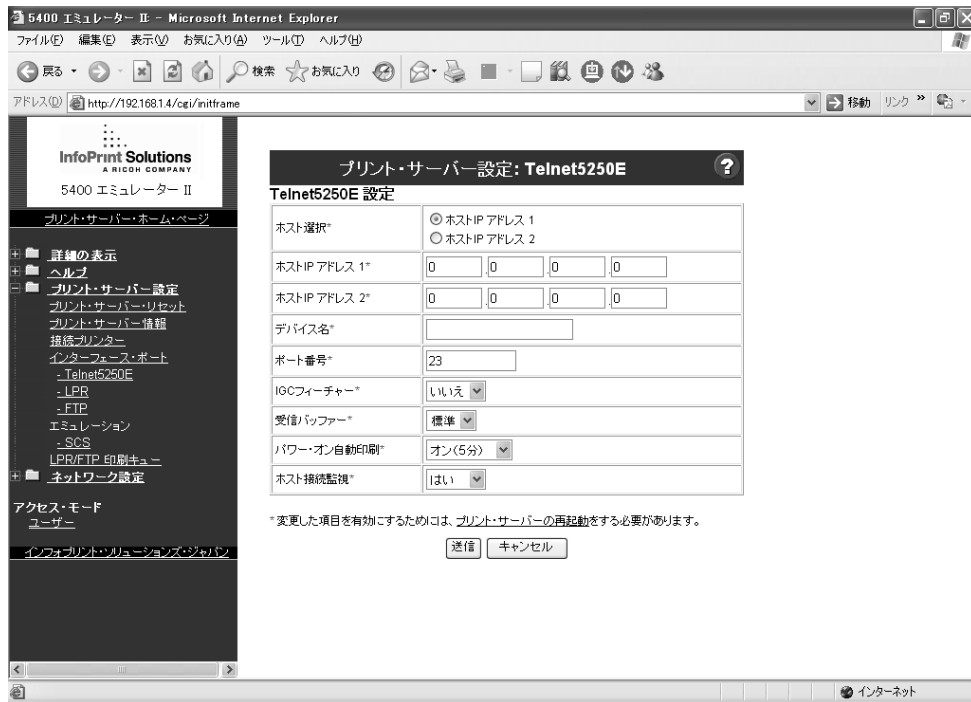 5400 エミュレーター II: - Microsoft Internet Explorer
ファイル(F) 編集(E) 表示(V) お気に入り(A) ツール(T) ヘルプ(H)
戻る 検索 お気に入り
アドレス(D) http://192.168.1.4/cgi/initframe 移動 リンク »
InfoPrint Solutions
A RICOH COMPANY
5400 エミュレーター II
プリント・サーバー・ホーム・ページ
詳細の表示
ヘルプ
プリント・サーバー設定
プリント・サーバー・リセット
プリント・サーバー情報
接続プリンター
インターフェース・ポート
- Telnet5250E
- LPR
- FTP
エミュレーション
- SCS
LPR/FTP 印刷キュー
ネットワーク設定
アクセス・モード
ユーザー
インフォプリント・ソリューションズ・ジャパン
プリント・サーバー設定: Telnet5250E ?
Telnet5250E 設定
ホスト選択* ホストIP アドレス 1
ホストIP アドレス 2
ホストIP アドレス 1* 0 .0 .0 .0
ホストIP アドレス 2* 0 .0 .0 .0
デバイス名*
ポート番号* 23
IGCフィーチャー* いいえ
受信バッファー* 標準
パワー・オン自動印刷* オン(5分)
ホスト接続監視* はい
*変更した項目を有効にするためには、プリント・サーバーの再起動をする必要があります。
送信 キャンセル
インターネット